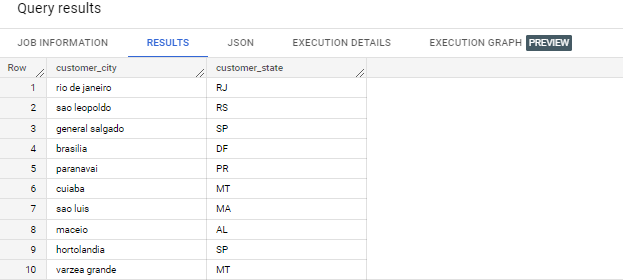 Query results
JOB INFORMATION RESULTS JSON EXECUTION DETAILS EXECUTION GRAPH PREVIEW
Row customer_city customer_state
1 rio de janeiro RJ
2 sao leopoldo RS
3 general salgado SP
4 brasilia DF
5 paranavai PR
6 cuiaba MT
7 sao luis MA
8 maceio AL
9 hortolandia SP
10 varzea grande MT